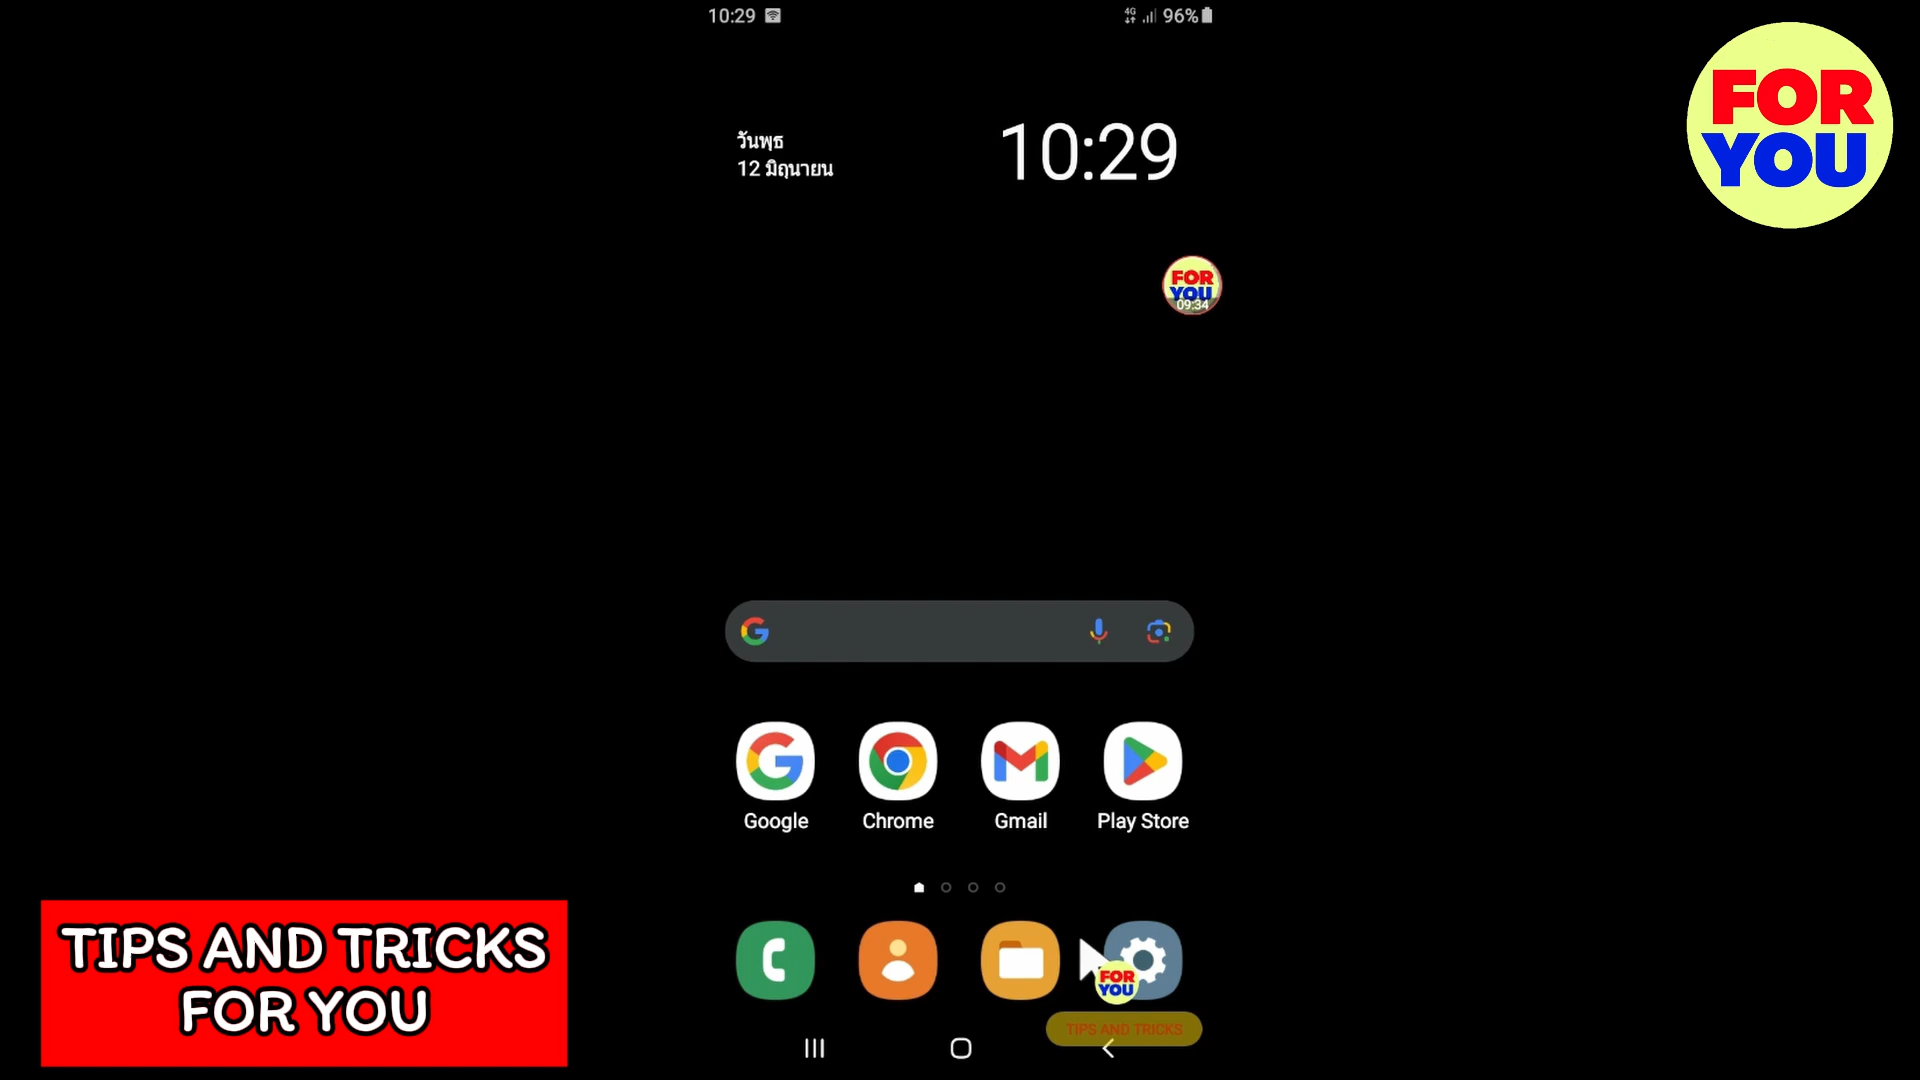 10:29
4G
96%
FOR
YOU
วันพุธ
12 มิถุนายน
10:29
FOR
YOU
09:34
Google
Chrome
Gmail
Play Store
TIPS AND TRICKS
FOR YOU
FOR
YOU
TIPS AND TRICKS